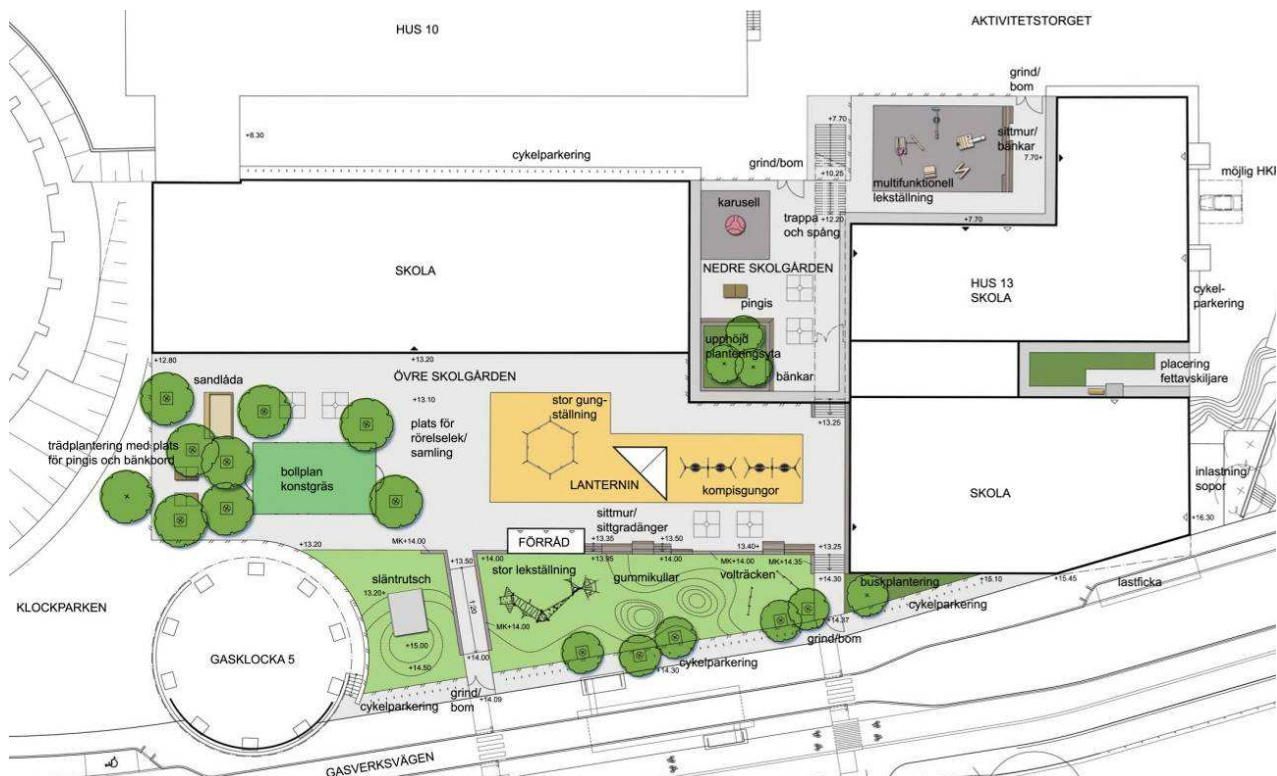 HUS 10
AKTIVITETSTORGET
grind/
bom
+7.70
sittmur/
bänkar
7.70+
+8.30
cykelparkering
grind/bom
+10.25
multifunktionell
lekställning
möjlig HKP
karusell
trappa
och spång
+12.20
+7.70
SKOLA
NEDRE SKOLGÅRDEN
HUS 13
SKOLA
pingis
cykel-
parkering
upphöjd
planteringsyta
bänkar
+12.80
+13.20
ÖVRE SKOLGÅRDEN
placering
fettavskiljare
sandlåda
+13.10
stor gung-
ställning
+13.25
plats för
rörelselek/
samling
trädplantering med plats
för pingis och bänkbord
bollplan
konstgräs
LANTERNIN
kompisgungor
SKOLA
inlastning/
sopor
+16.30
sittmur/
sittgradänger
FÖRRÅD
+13.35
+13.50
13.40+
+13.25
+13.20
MK+14.00
+13.50
+14.00
+13.95
+14.00
MK+14.00
MK+14.35
stor lekställning
gummikullar
volträcken
+14.30
släntrutsch
13.20+
buskplantering
+15.10
+15.45
lastficka
cykelparkering
KLOCKPARKEN
1:20
MK+14.00
+14.37
grind/bom
GASKLOCKA 5
+15.00
+14.50
+14.00
+14.30
cykelparkering
grind/
bom
+14.09
cykelparkering
GASVERKSVÄGEN